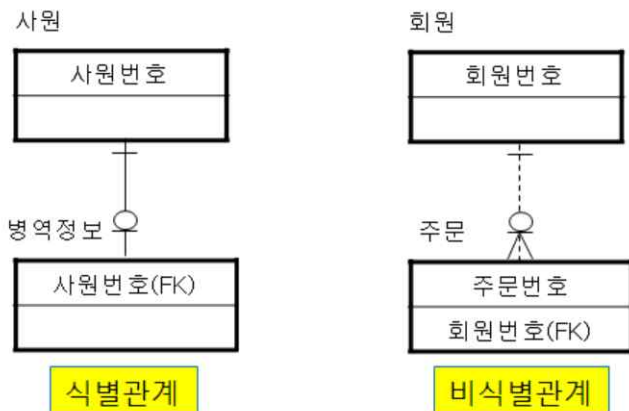 사원
사원번호
병역정보
사원번호(FK)
식별관계
회원
회원번호
주문
주문번호
회원번호(FK)
비식별관계